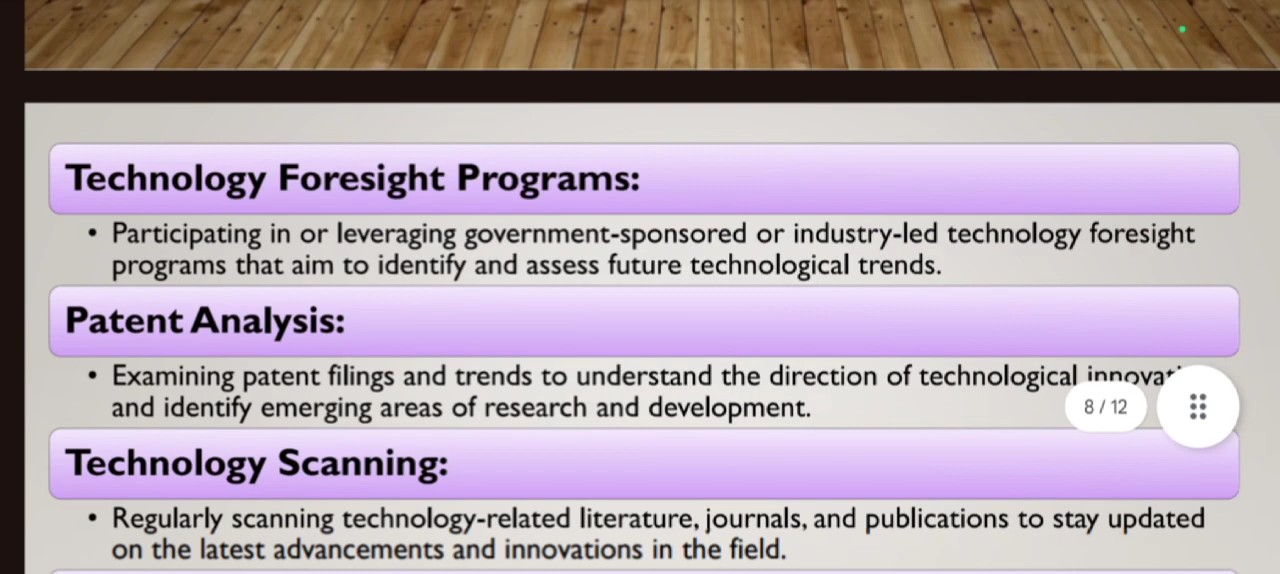 Technology Foresight Programs:
• Participating in or leveraging government-sponsored or industry-led technology foresight
programs that aim to identify and assess future technological trends.
Patent Analysis:
• Examining patent filings and trends to understand the direction of technological
and identify emerging areas of research and development.
8 / 12
Technology Scanning:
• Regularly scanning technology-related literature, journals, and publications to stay updated
on the latest advancements and innovations in the field.